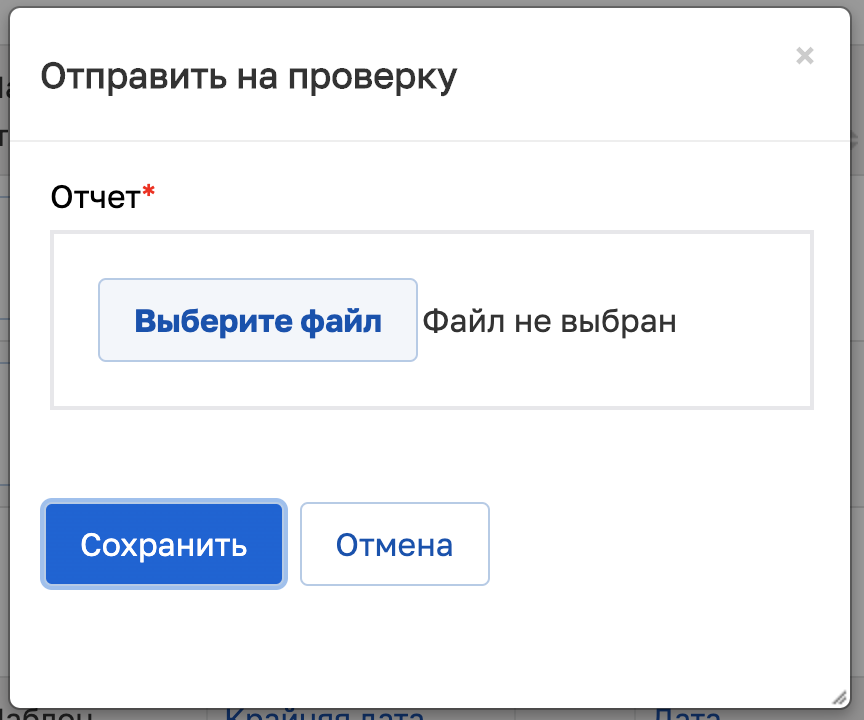 Отправить на проверку
×
Отчет*
Выберите файл Файл не выбран
Сохранить Отмена
Крайняя дата Дата